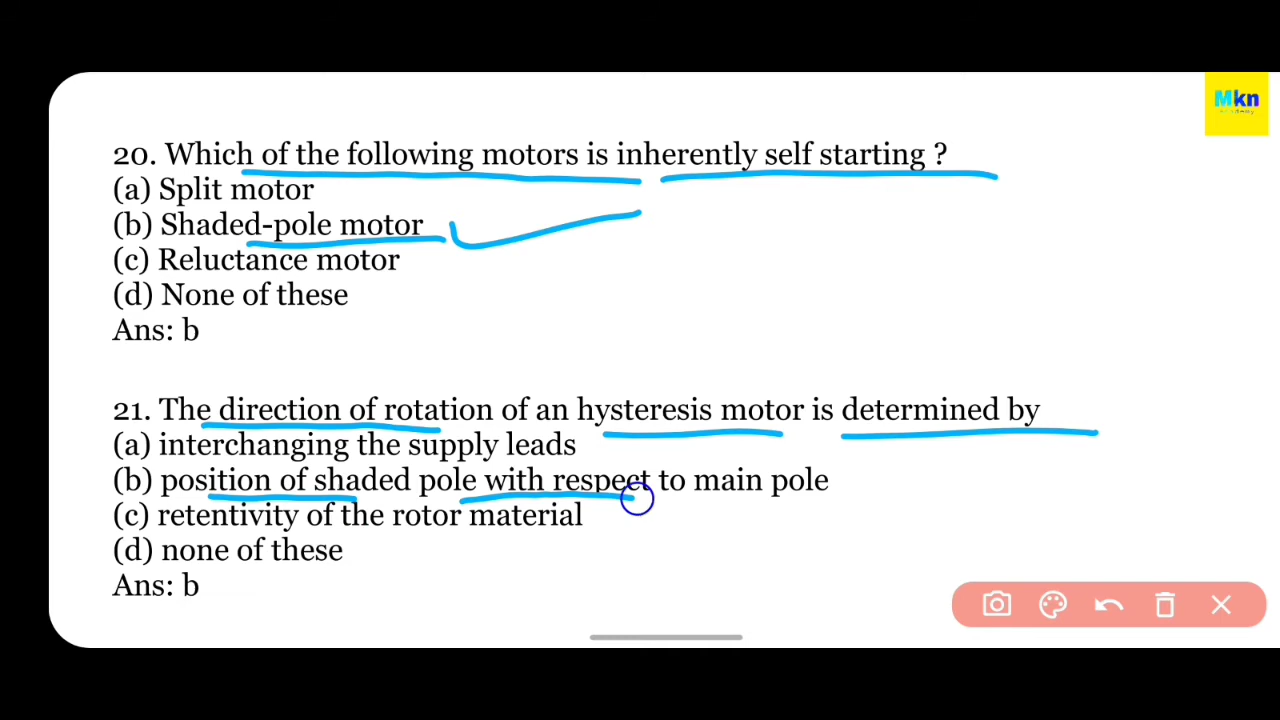 Mkn
20. Which of the following motors is inherently self starting ?
(a) Split motor
(b) Shaded-pole motor
(c) Reluctance motor
(d) None of these
Ans: b
21. The direction of rotation of an hysteresis motor is determined by
(a) interchanging the supply leads
(b) position of shaded pole with respect to main pole
(c) retentivity of the rotor material
(d) none of these
Ans: b